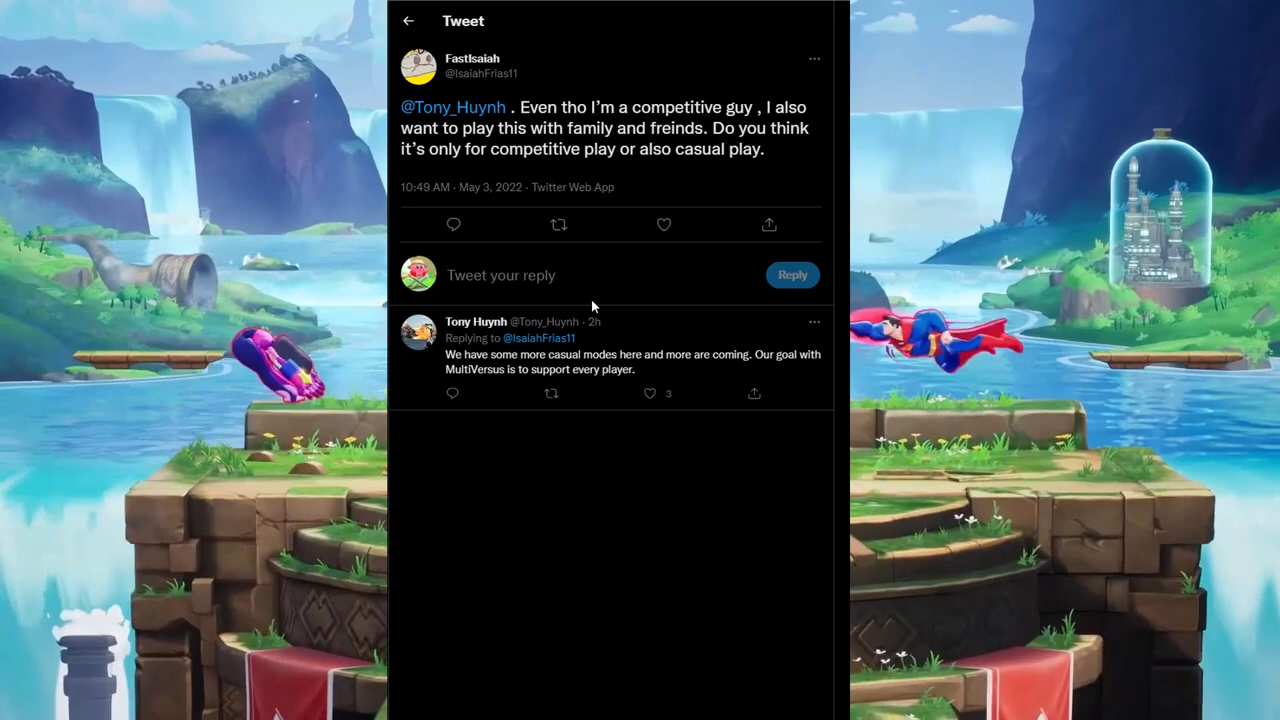 Tweet
FastIsaiah
@IsaiahFrias11
@Tony_Huynh . Even tho I’m a competitive guy , I also
want to play this with family and freinds. Do you think
it’s only for competitive play or also casual play.
10:49 AM · May 3, 2022 · Twitter Web App
Tweet your reply
Reply
Tony Huynh @Tony_Huynh · 2h
Replying to @IsaiahFrias11
We have some more casual modes here and more are coming. Our goal with
MultiVersus is to support every player.
3